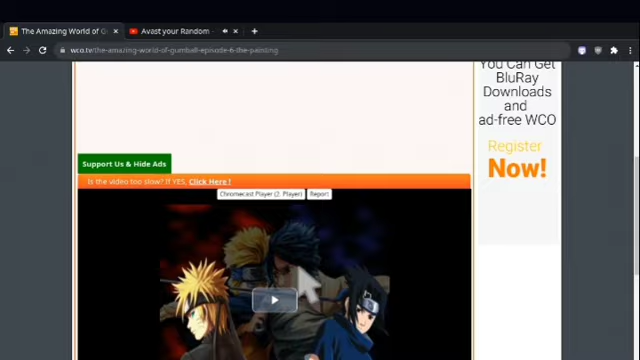 The Amazing World of G
Avast your Random
wco.tv/the-amazing-world-of-gumball-episode-6-the-painting
You Can Get
BluRay
Downloads
and
ad-free WCO
Register
Now!
Support Us & Hide Ads
Is the video too slow? If YES, Click Here !
Chromecast Player (2. Player)
Report